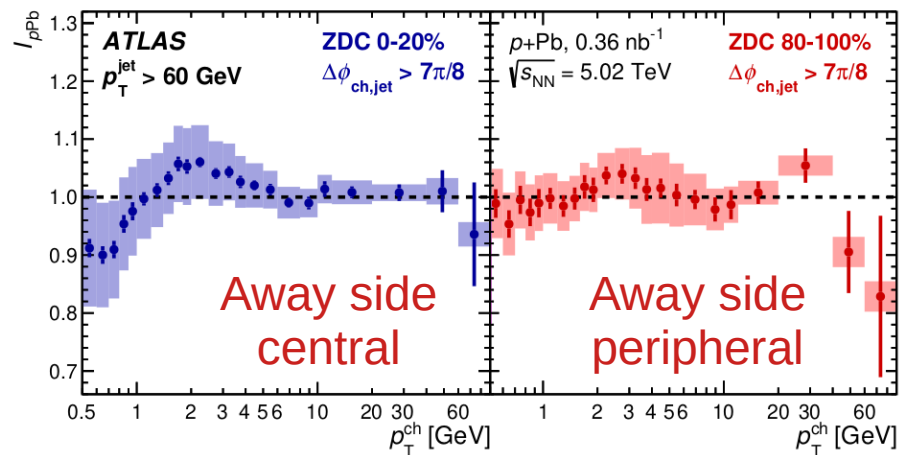 I_pPb
1.3
1.2
1.1
1.0
0.9
0.8
0.7
ATLAS
p_T^jet > 60 GeV
ZDC 0-20%
Δϕ_ch,jet > 7π/8
Away side
central
0.5 1 2 3 4 5 6 10 20 30 60
p_T^ch [GeV]
p+Pb, 0.36 nb^-1
√s_NN = 5.02 TeV
ZDC 80-100%
Δϕ_ch,jet > 7π/8
Away side
peripheral
1 2 3 4 5 6 10 20 30 60
p_T^ch [GeV]